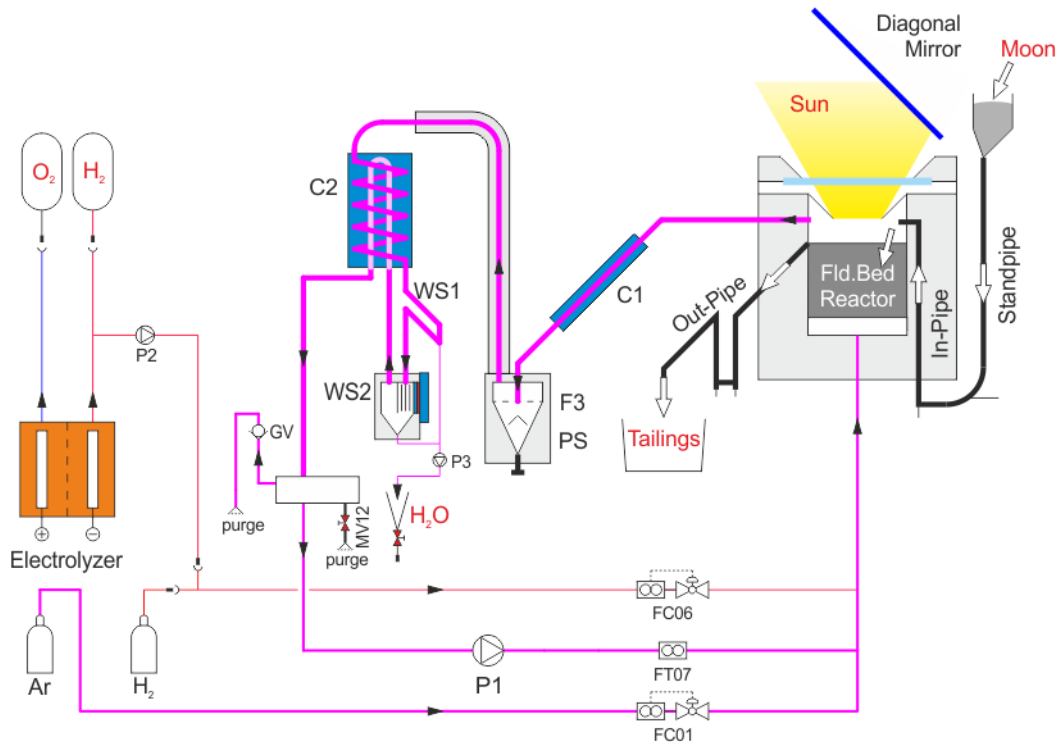 Diagonal
Mirror
Moon
Sun
O2
H2
C2
Fld.Bed
Reactor
Standpipe
In-Pipe
WS1
C1
Out-Pipe
P2
WS2
F3
PS
GV
Tailings
P3
purge
MV12
H2O
purge
+
−
Electrolyzer
FC06
Ar
H2
P1
FT07
FC01